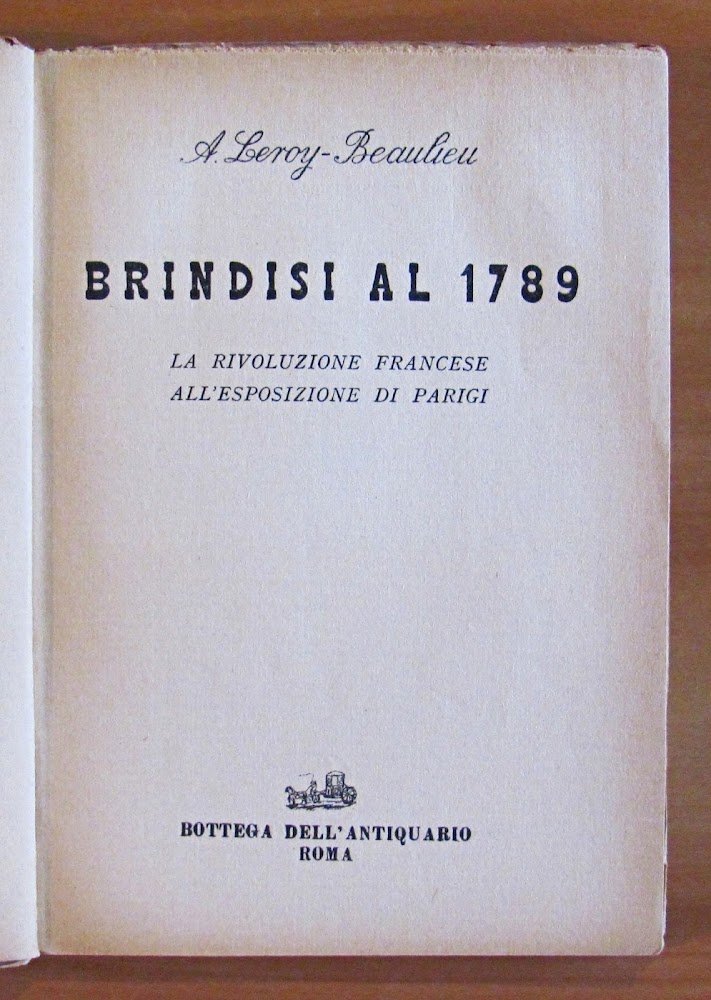 A. Leroy-Beaulieu
BRINDISI AL 1789
LA RIVOLUZIONE FRANCESE
ALL'ESPOSIZIONE DI PARIGI
BOTTEGA DELL'ANTIQUARIO
ROMA